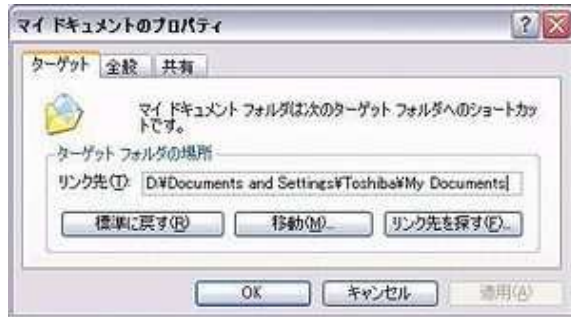 マイ ドキュメントのプロパティ
ターゲット 全般 共有
マイ ドキュメント フォルダは次のターゲット フォルダへのショートカッ
トです。
ターゲット フォルダの場所
リンク先(T): D:¥Documents and Settings¥Toshiba¥My Documents
標準に戻す(R) 移動(M)... リンク先を探す(F)...
OK キャンセル 適用(A)